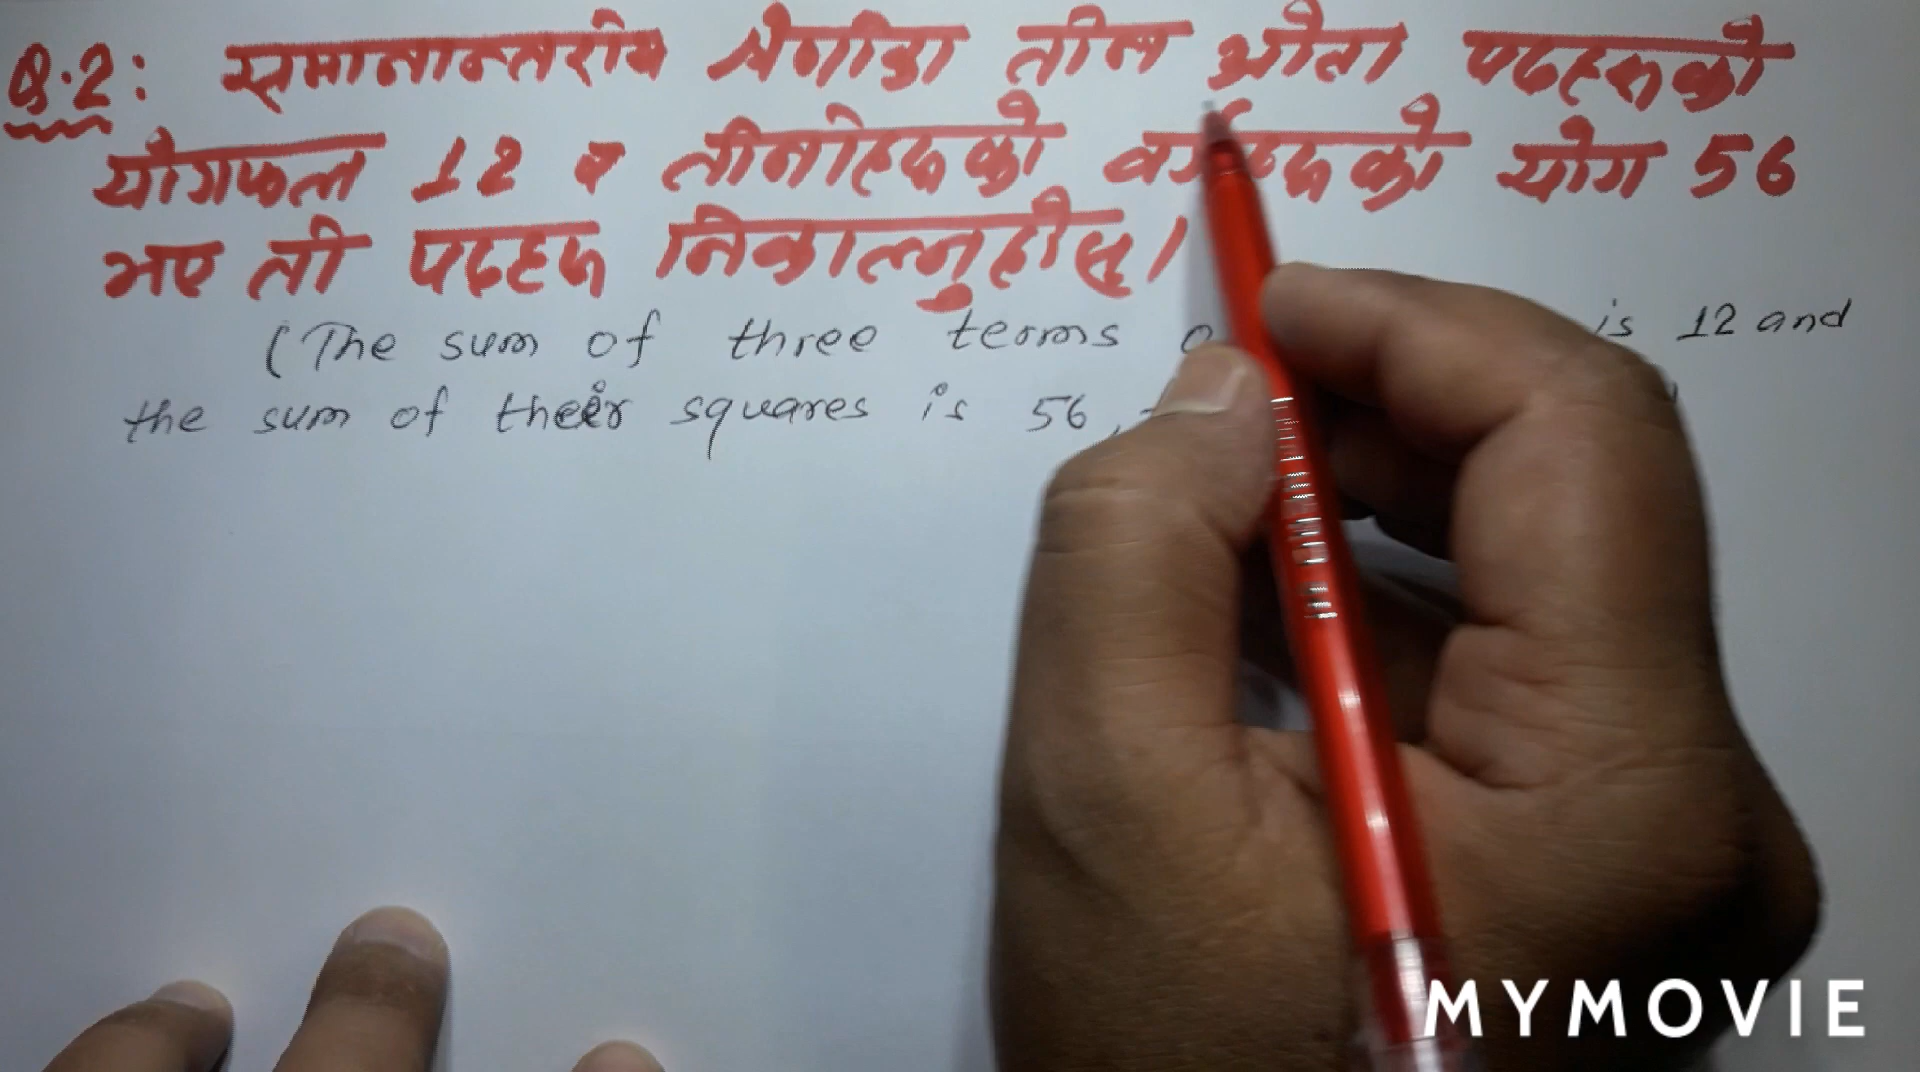 Q.2: समानान्तरीय श्रेणीका तीन ओटा पदहरुको
योगफल 12 र तीनीहरुको वर्गहरुको योग 56
भए ती पदहरु निकाल्नुहोस्।
(The sum of three terms is 12 and
the sum of their squares is 56,
MYMOVIE